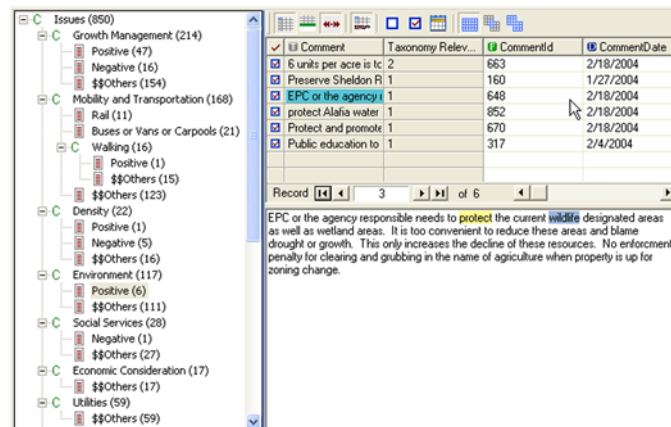 Issues (850)
Growth Management (214)
Positive (47)
Negative (16)
$$Others (154)
Mobility and Transportation (168)
Rail (11)
Buses or Vans or Carpools (21)
Walking (16)
Positive (1)
$$Others (15)
$$Others (123)
Density (22)
Positive (1)
Negative (5)
$$Others (16)
Environment (117)
Positive (6)
$$Others (111)
Social Services (28)
Negative (1)
$$Others (27)
Economic Consideration (17)
$$Others (17)
Utilities (59)
$$Others (59)
Comment Taxonomy Relev... CommentId CommentDate
6 units per acre is to 2 663 2/18/2004
Preserve Sheldon R 1 160 1/27/2004
EPC or the agency 1 648 2/18/2004
protect Alafia water 1 852 2/18/2004
Protect and promote 1 670 2/18/2004
Public education to 1 317 2/4/2004
Record 3 of 6
EPC or the agency responsible needs to protect the current wildlife designated areas
as well as wetland areas. It is too convenient to reduce these areas and blame
drought or growth. This only increases the decline of these resources. No enforcment
penalty for clearing and grubbing in the name of agriculture when property is up for
zoning change.